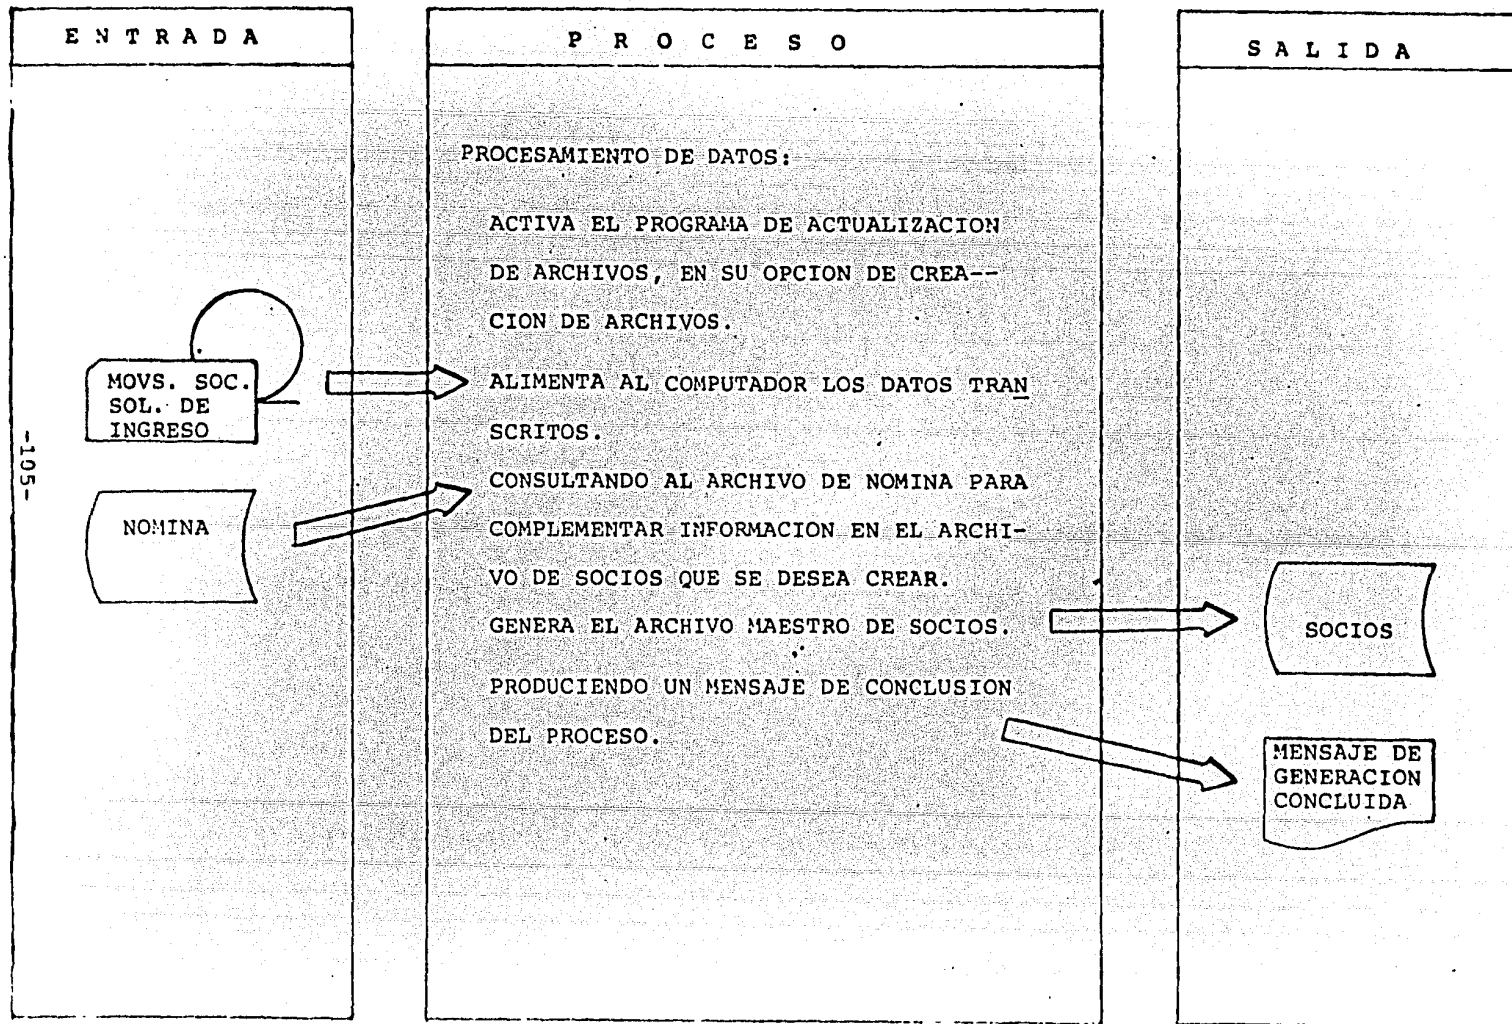 E N T R A D A
P R O C E S O
S A L I D A
PROCESAMIENTO DE DATOS:
ACTIVA EL PROGRAMA DE ACTUALIZACION
DE ARCHIVOS, EN SU OPCION DE CREA--
CION DE ARCHIVOS.
MOVS. SOC.
SOL. DE
INGRESO
ALIMENTA AL COMPUTADOR LOS DATOS TRAN
SCRITOS.
NOMINA
CONSULTANDO AL ARCHIVO DE NOMINA PARA
COMPLEMENTAR INFORMACION EN EL ARCHI-
VO DE SOCIOS QUE SE DESEA CREAR.
GENERA EL ARCHIVO MAESTRO DE SOCIOS.
SOCIOS
PRODUCIENDO UN MENSAJE DE CONCLUSION
DEL PROCESO.
MENSAJE DE
GENERACION
CONCLUIDA
-105-